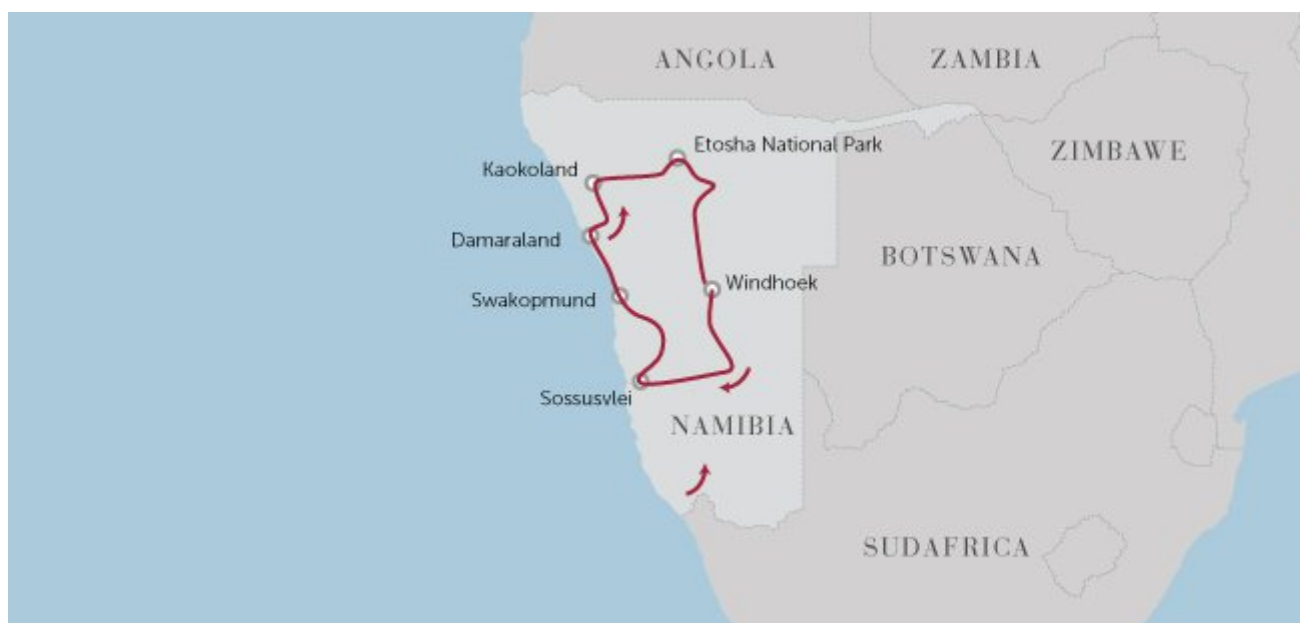 ANGOLA
ZAMBIA
Etosha National Park
ZIMBAWE
Kaokoland
Damaraland
BOTSWANA
Windhoek
Swakopmund
Sossusvlei
NAMIBIA
SUDAFRICA